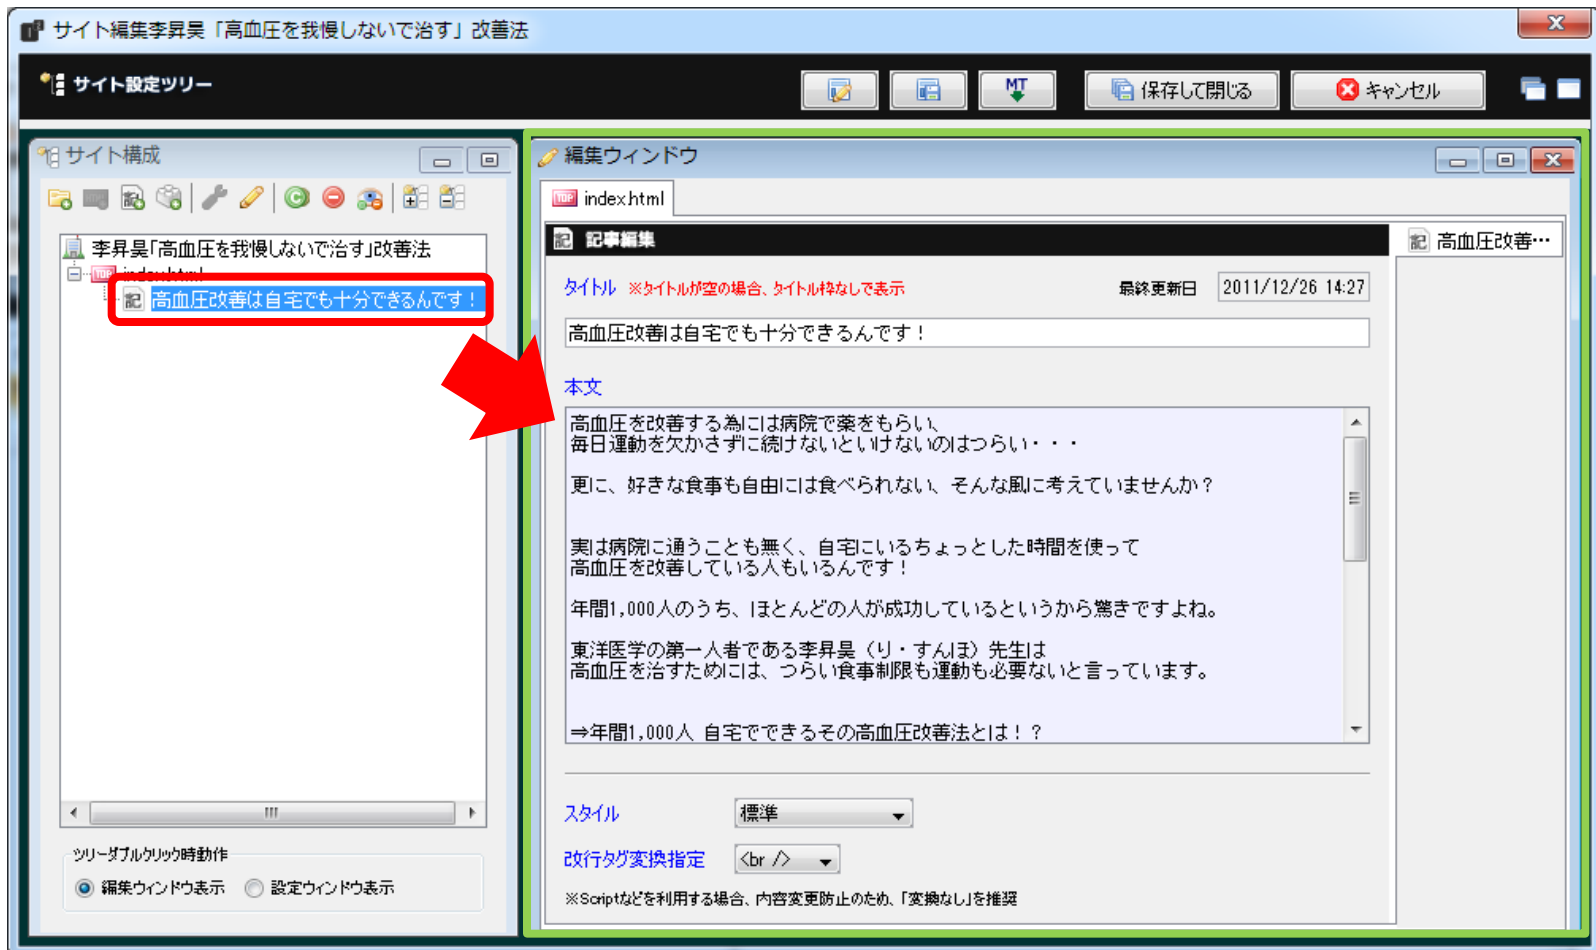 サイト編集李昇昊「高血圧を我慢しないで治す」改善法
サイト設定ツリー
MT
保存して閉じる
キャンセル
サイト構成
李昇昊「高血圧を我慢しないで治す」改善法
TOP index.html
記 高血圧改善は自宅でも十分できるんです！
ツリーダブルクリック時動作
編集ウィンドウ表示
設定ウィンドウ表示
編集ウィンドウ
TOP index.html
記 記事編集
記 高血圧改善…
タイトル ※タイトルが空の場合、タイトル枠なしで表示
最終更新日 2011/12/26 14:27
高血圧改善は自宅でも十分できるんです！
本文
高血圧を改善する為には病院で薬をもらい、
毎日運動を欠かさずに続けないといけないのはつらい・・・
更に、好きな食事も自由には食べられない、そんな風に考えていませんか？
実は病院に通うことも無く、自宅にいるちょっとした時間を使って
高血圧を改善している人もいるんです！
年間1,000人のうち、ほとんどの人が成功しているというから驚きですよね。
東洋医学の第一人者である李昇昊（り・すんほ）先生は
高血圧を治すためには、つらい食事制限も運動も必要ないと言っています。
⇒年間1,000人 自宅でできるその高血圧改善法とは！？
スタイル 標準
改行タグ変換指定 <br />
※Scriptなどを利用する場合、内容変更防止のため、「変換なし」を推奨